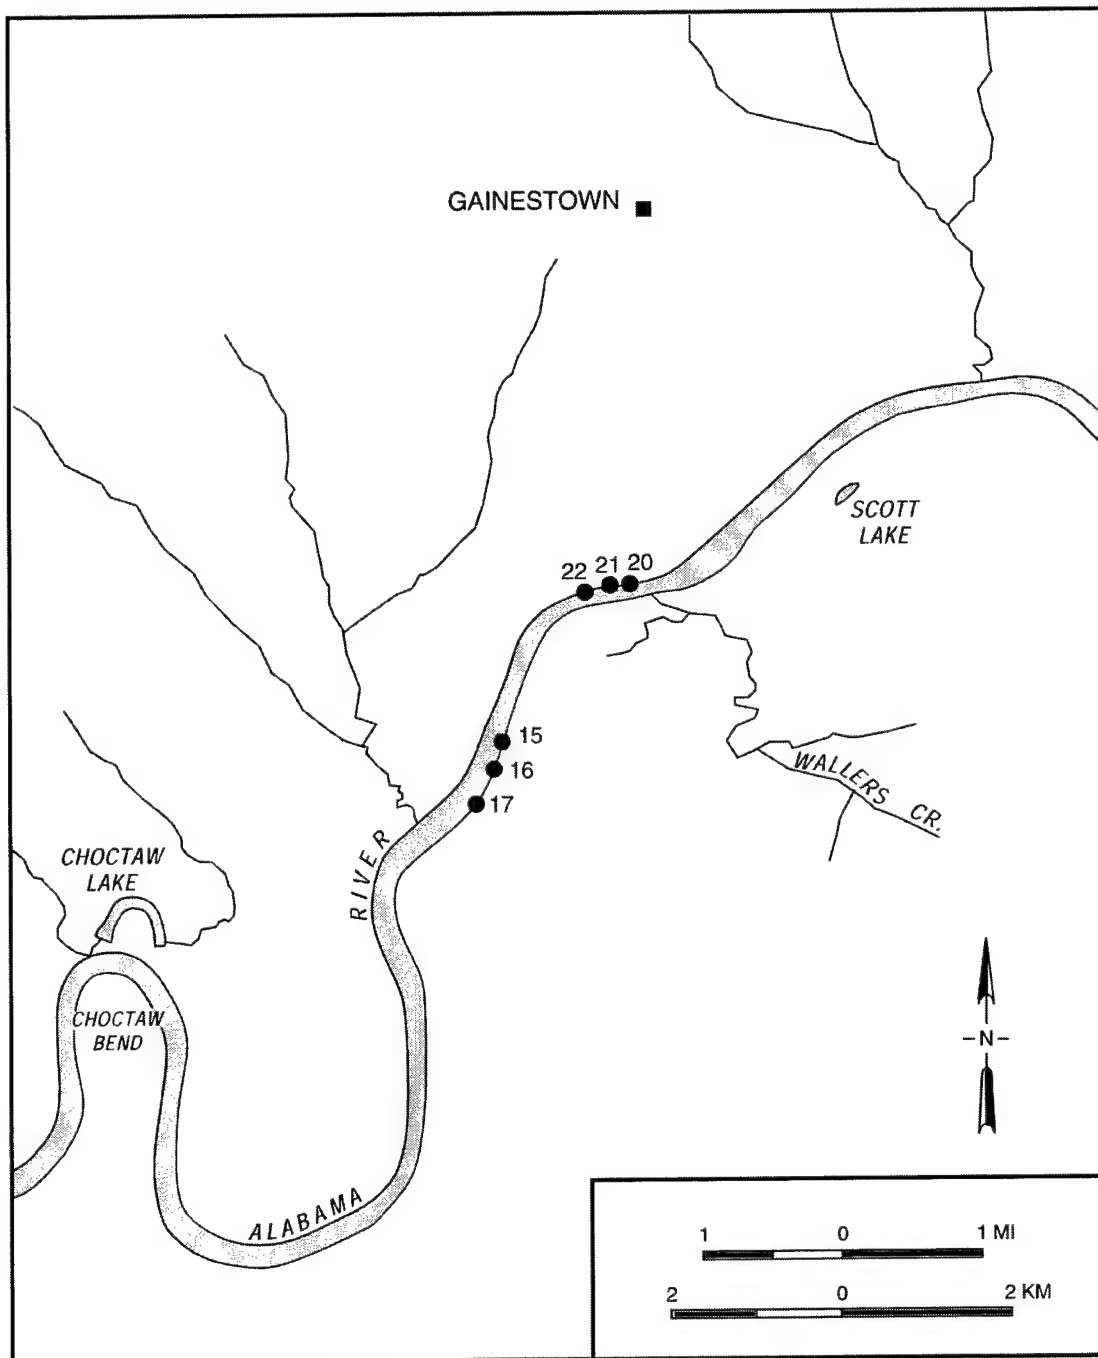 GAINESTOWN
SCOTT
LAKE
22 21 20
15
16
17
WALLERS CR.
RIVER
CHOCTAW
LAKE
CHOCTAW
BEND
-N-
ALABAMA
1 0 1 MI
2 0 2 KM